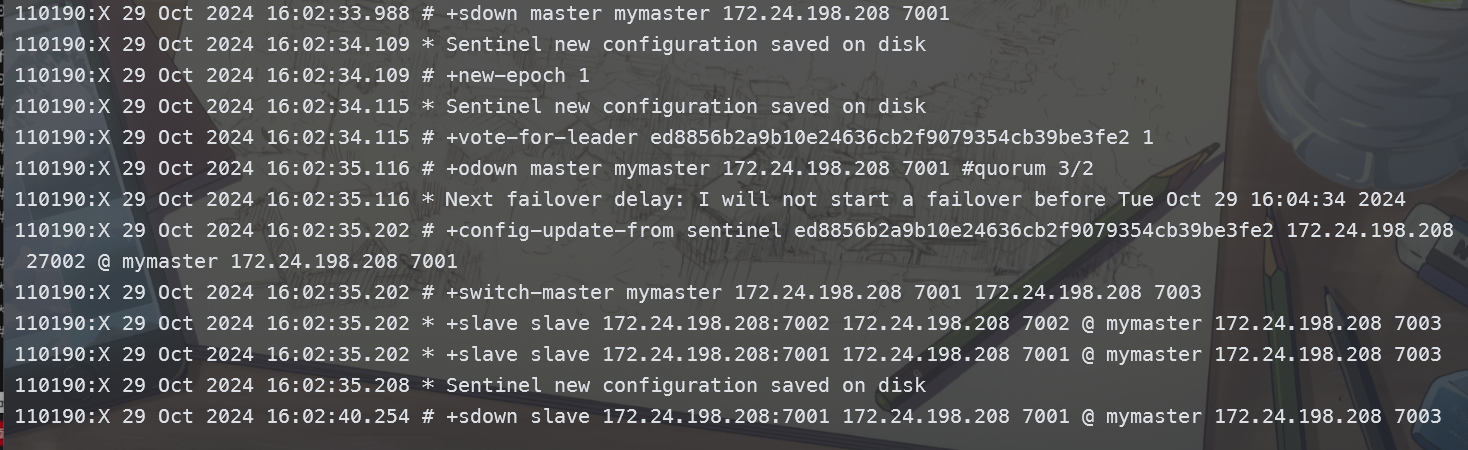 110190:X 29 Oct 2024 16:02:33.988 # +sdown master mymaster 172.24.198.208 7001
110190:X 29 Oct 2024 16:02:34.109 * Sentinel new configuration saved on disk
110190:X 29 Oct 2024 16:02:34.109 # +new-epoch 1
110190:X 29 Oct 2024 16:02:34.115 * Sentinel new configuration saved on disk
110190:X 29 Oct 2024 16:02:34.115 # +vote-for-leader ed8856b2a9b10e24636cb2f9079354cb39be3fe2 1
110190:X 29 Oct 2024 16:02:35.116 # +odown master mymaster 172.24.198.208 7001 #quorum 3/2
110190:X 29 Oct 2024 16:02:35.116 * Next failover delay: I will not start a failover before Tue Oct 29 16:04:34 2024
110190:X 29 Oct 2024 16:02:35.202 # +config-update-from sentinel ed8856b2a9b10e24636cb2f9079354cb39be3fe2 172.24.198.208
27002 @ mymaster 172.24.198.208 7001
110190:X 29 Oct 2024 16:02:35.202 # +switch-master mymaster 172.24.198.208 7001 172.24.198.208 7003
110190:X 29 Oct 2024 16:02:35.202 * +slave slave 172.24.198.208:7002 172.24.198.208 7002 @ mymaster 172.24.198.208 7003
110190:X 29 Oct 2024 16:02:35.202 * +slave slave 172.24.198.208:7001 172.24.198.208 7001 @ mymaster 172.24.198.208 7003
110190:X 29 Oct 2024 16:02:35.208 * Sentinel new configuration saved on disk
110190:X 29 Oct 2024 16:02:40.254 # +sdown slave 172.24.198.208:7001 172.24.198.208 7001 @ mymaster 172.24.198.208 7003